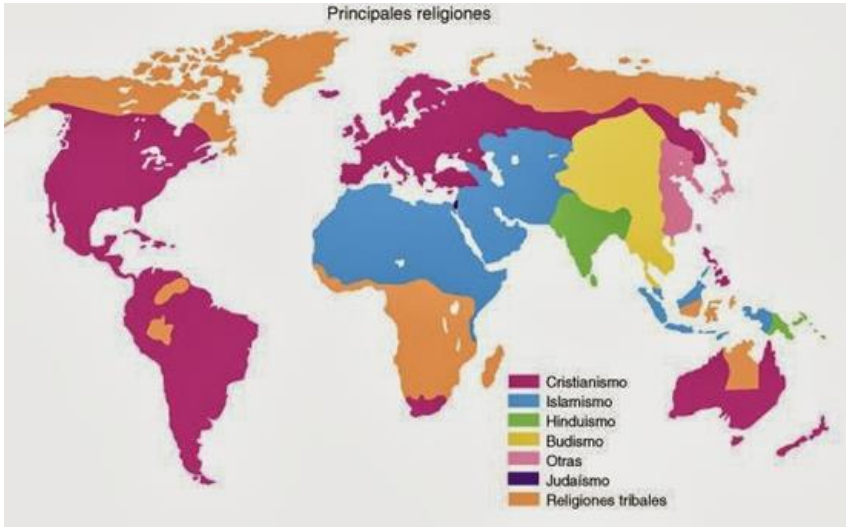 Principales religiones
Cristianismo
Islamismo
Hinduismo
Budismo
Otras
Judaísmo
Religiones tribales